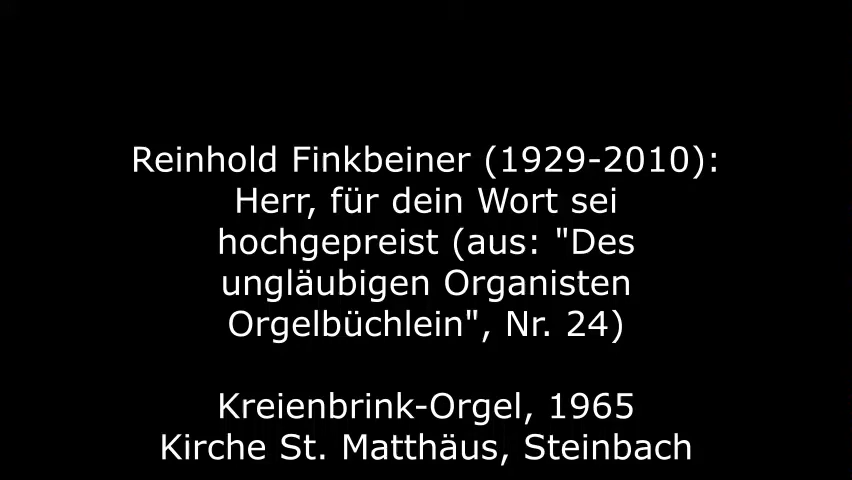 Reinhold Finkbeiner (1929-2010):
Herr, für dein Wort sei
hochgepreist (aus: "Des
ungläubigen Organisten
Orgelbüchlein", Nr. 24)
Kreienbrink-Orgel, 1965
Kirche St. Matthäus, Steinbach